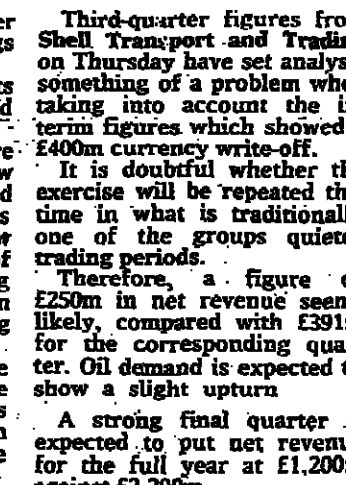 Third-quarter figures fro
Shell Transport and Tradin
on Thursday have set analys
something of a problem whe
taking into account the i
term figures which showed
£400m currency write-off.
It is doubtful whether th
exercise will be repeated th
time in what is traditionall
one of the groups quiete
trading periods.
Therefore, a figure o
£250m in net revenue seem
likely, compared with £391
for the corresponding qua
ter. Oil demand is expected t
show a slight upturn
A strong final quarter
expected to put net revenu
for the full year at £1,200